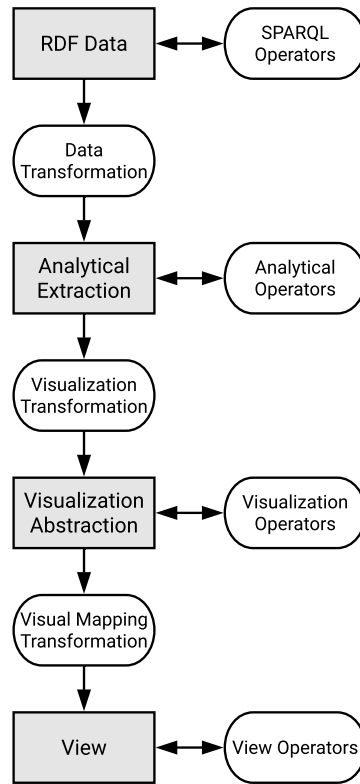 RDF Data
SPARQL
Operators
Data
Transformation
Analytical
Extraction
Analytical
Operators
Visualization
Transformation
Visualization
Abstraction
Visualization
Operators
Visual Mapping
Transformation
View
View Operators